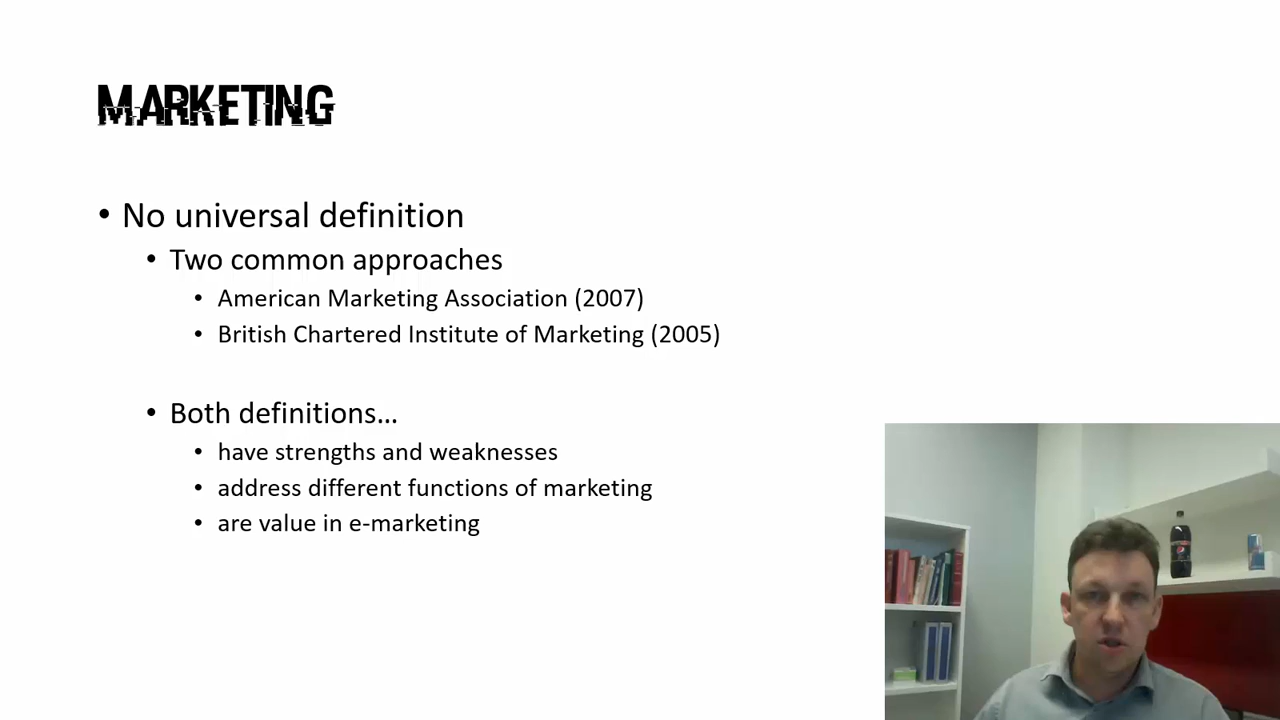 MARKETING
• No universal definition
• Two common approaches
• American Marketing Association (2007)
• British Chartered Institute of Marketing (2005)
• Both definitions…
• have strengths and weaknesses
• address different functions of marketing
• are value in e-marketing